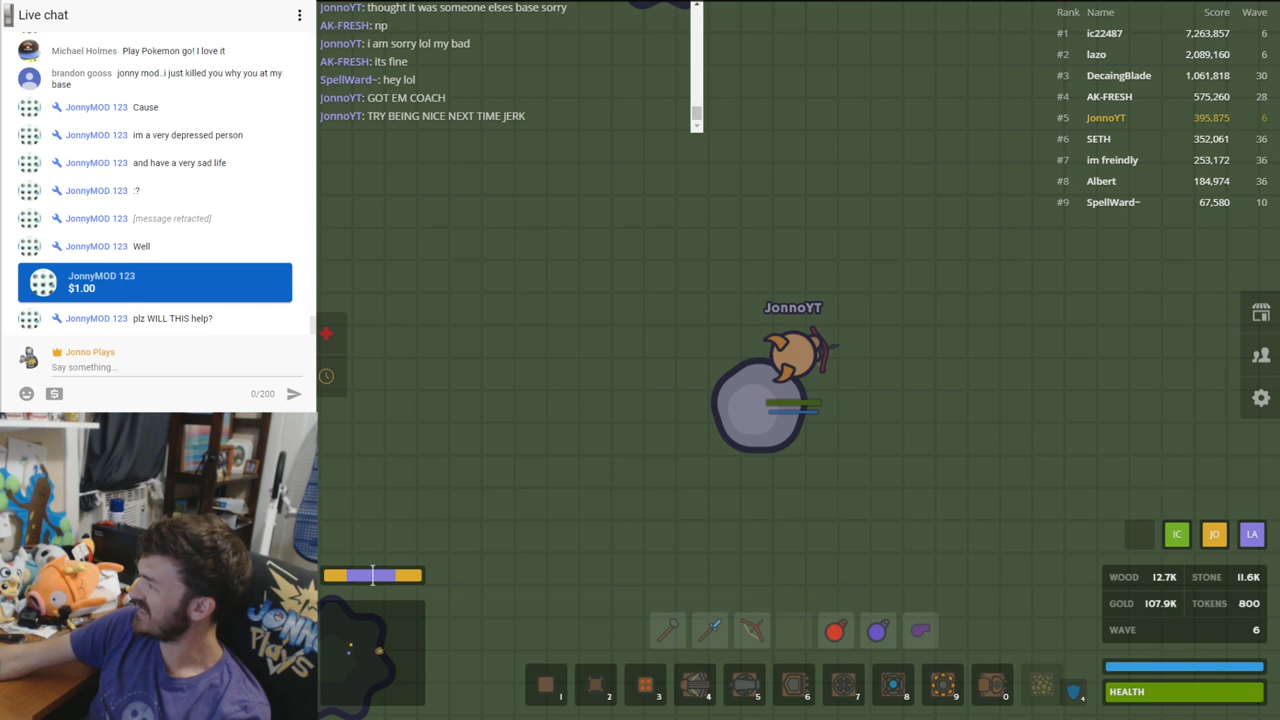 Live chat
Michael Holmes Play Pokemon go! I love it
brandon gooss jonny mod..i just killed you why you at my
base
JonnyMOD 123 Cause
JonnyMOD 123 im a very depressed person
JonnyMOD 123 and have a very sad life
JonnyMOD 123 :?
JonnyMOD 123 [message retracted]
JonnyMOD 123 Well
JonnyMOD 123
$1.00
JonnyMOD 123 plz WILL THIS help?
Jonno Plays
Say something...
0/200
JonnoYT: thought it was someone elses base sorry
AK-FRESH: np
JonnoYT: i am sorry lol my bad
AK-FRESH: its fine
SpellWard~: hey lol
JonnoYT: GOT EM COACH
JonnoYT: TRY BEING NICE NEXT TIME JERK
Rank Name Score Wave
#1 ic22487 7,263,857 6
#2 lazo 2,089,160 6
#3 DecaingBlade 1,061,818 30
#4 AK-FRESH 575,260 28
#5 JonnoYT 395,875 6
#6 SETH 352,061 36
#7 im freindly 253,172 36
#8 Albert 184,974 36
#9 SpellWard~ 67,580 10
JonnoYT
IC JO LA
WOOD 12.7K STONE 11.6K
GOLD 107.9K TOKENS 800
WAVE 6
HEALTH
1 2 3 4 5 6 7 8 9 0 4
JONNO
Plays